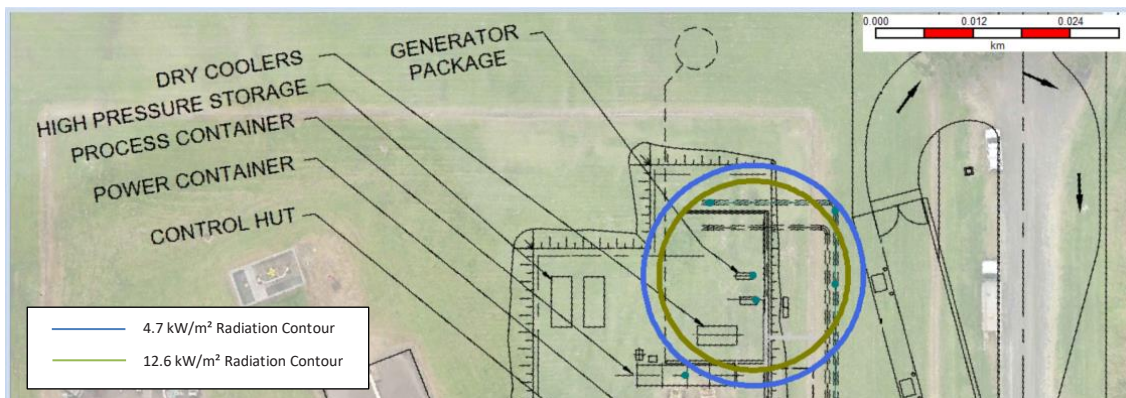 0.000 0.012 0.024
km
GENERATOR
PACKAGE
DRY COOLERS
HIGH PRESSURE STORAGE
PROCESS CONTAINER
POWER CONTAINER
CONTROL HUT
4.7 kW/m² Radiation Contour
12.6 kW/m² Radiation Contour